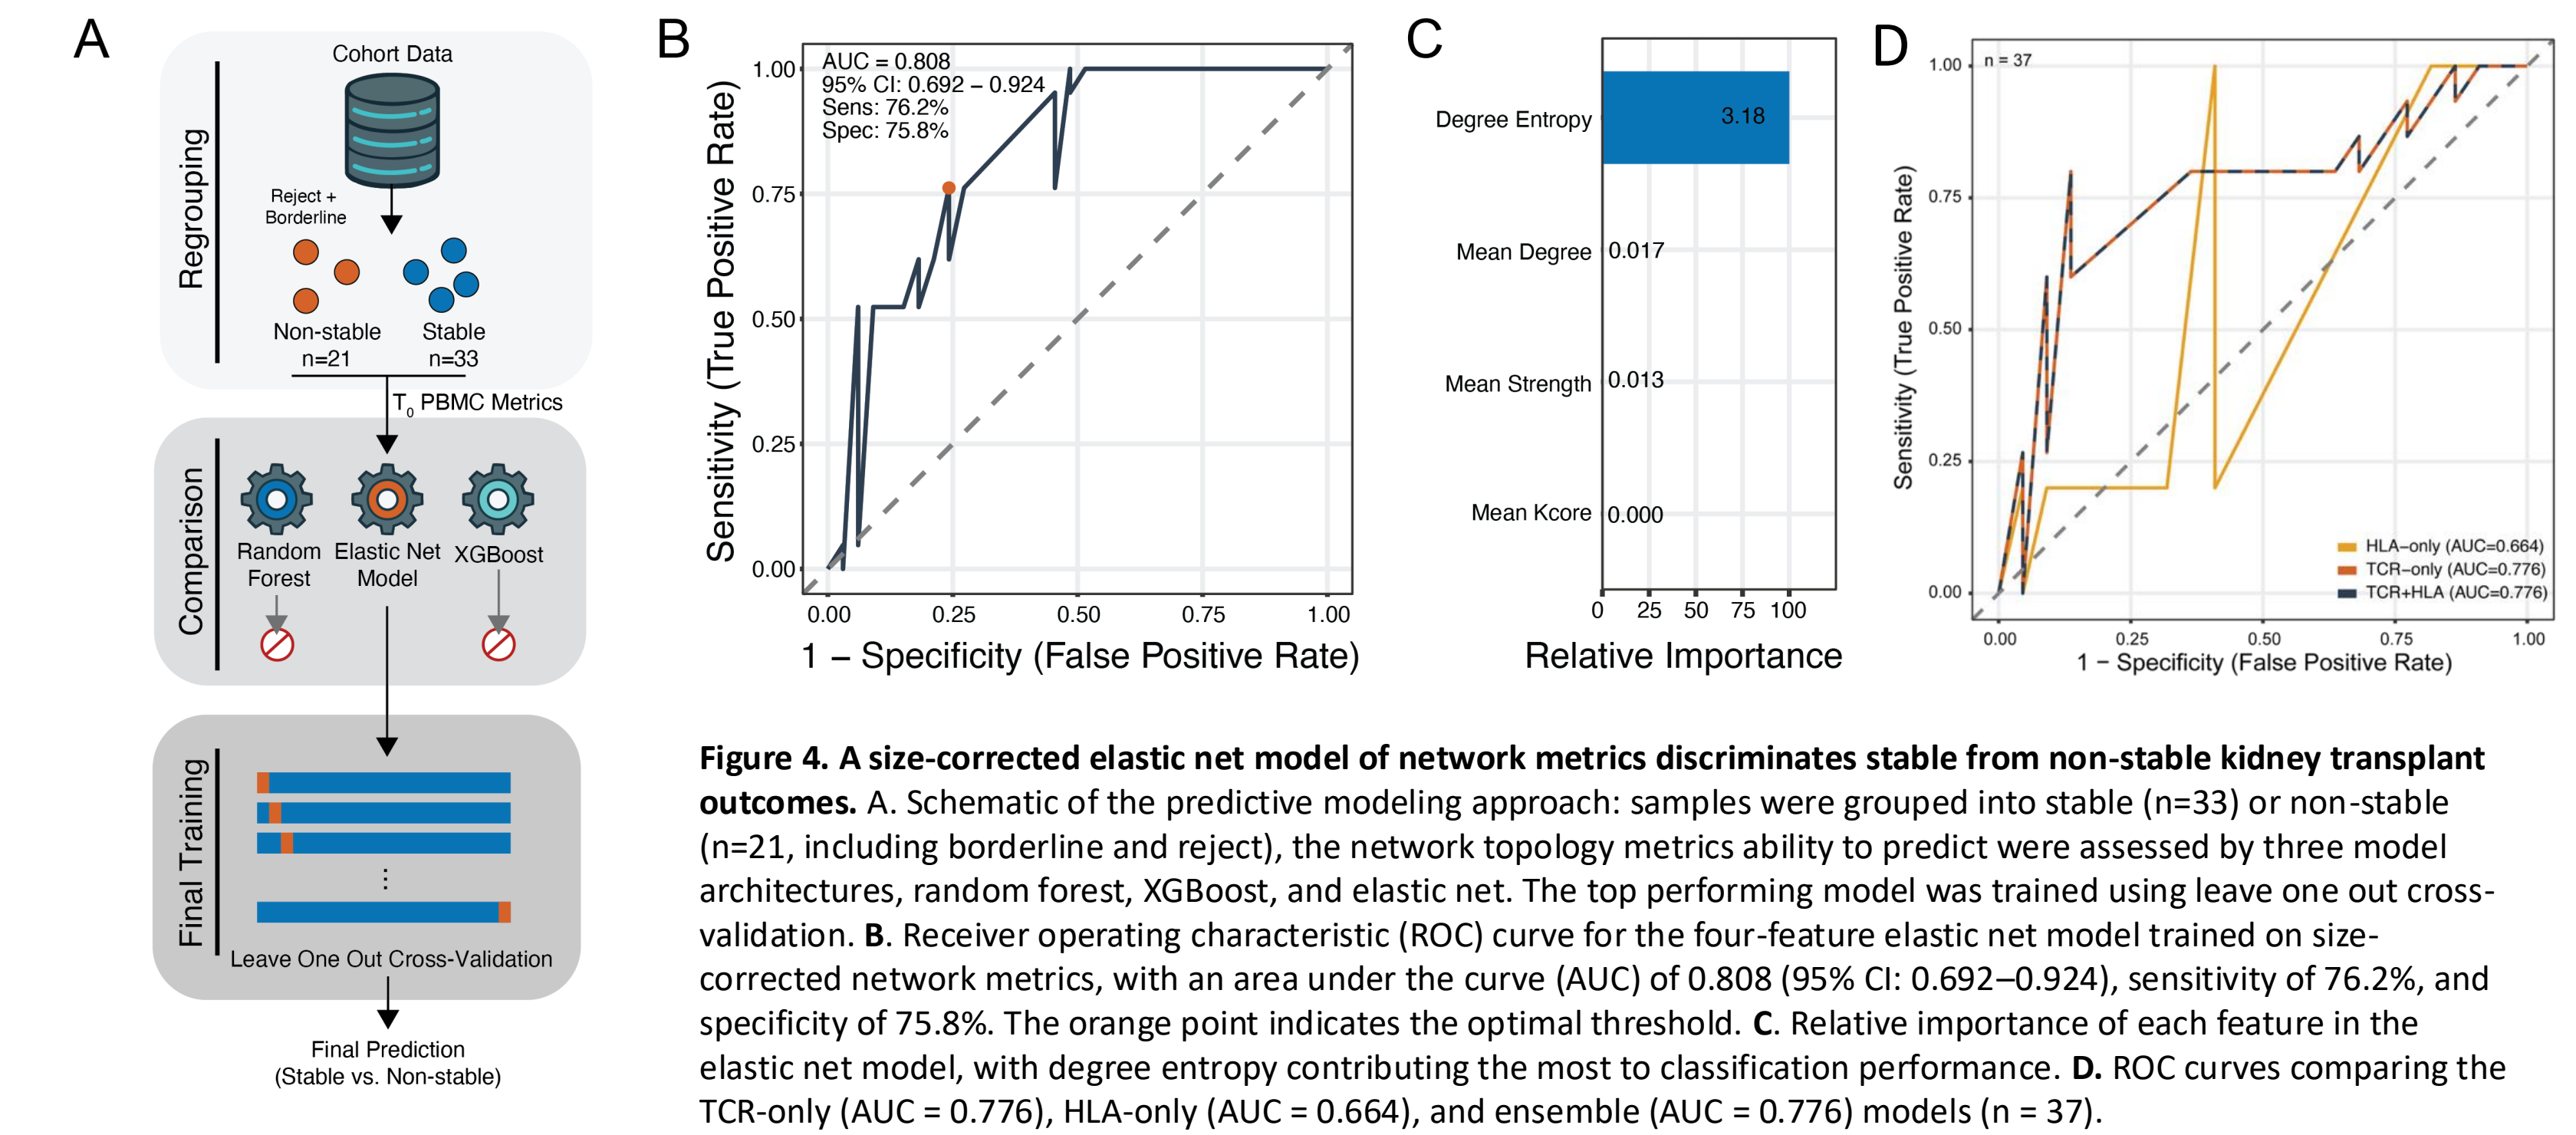 A
Regrouping
Cohort Data
Reject +
Borderline
Non-stable
n=21
Stable
n=33
T0 PBMC Metrics
Comparison
Random
Forest
Elastic Net
Model
XGBoost
Final Training
⋮
Leave One Out Cross-Validation
Final Prediction
(Stable vs. Non-stable)
B
AUC = 0.808
95% CI: 0.692 – 0.924
Sens: 76.2%
Spec: 75.8%
Sensitivity (True Positive Rate)
1.00
0.75
0.50
0.25
0.00
0.00 0.25 0.50 0.75 1.00
1 – Specificity (False Positive Rate)
C
Degree Entropy 3.18
Mean Degree 0.017
Mean Strength 0.013
Mean Kcore 0.000
0 25 50 75 100
Relative Importance
D
n = 37
Sensitivity (True Positive Rate)
1.00
0.75
0.50
0.25
0.00
HLA–only (AUC=0.664)
TCR–only (AUC=0.776)
TCR+HLA (AUC=0.776)
0.00 0.25 0.50 0.75 1.00
1 – Specificity (False Positive Rate)
Figure 4. A size-corrected elastic net model of network metrics discriminates stable from non-stable kidney transplant
outcomes. A. Schematic of the predictive modeling approach: samples were grouped into stable (n=33) or non-stable
(n=21, including borderline and reject), the network topology metrics ability to predict were assessed by three model
architectures, random forest, XGBoost, and elastic net. The top performing model was trained using leave one out cross-
validation. B. Receiver operating characteristic (ROC) curve for the four-feature elastic net model trained on size-
corrected network metrics, with an area under the curve (AUC) of 0.808 (95% CI: 0.692–0.924), sensitivity of 76.2%, and
specificity of 75.8%. The orange point indicates the optimal threshold. C. Relative importance of each feature in the
elastic net model, with degree entropy contributing the most to classification performance. D. ROC curves comparing the
TCR-only (AUC = 0.776), HLA-only (AUC = 0.664), and ensemble (AUC = 0.776) models (n = 37).